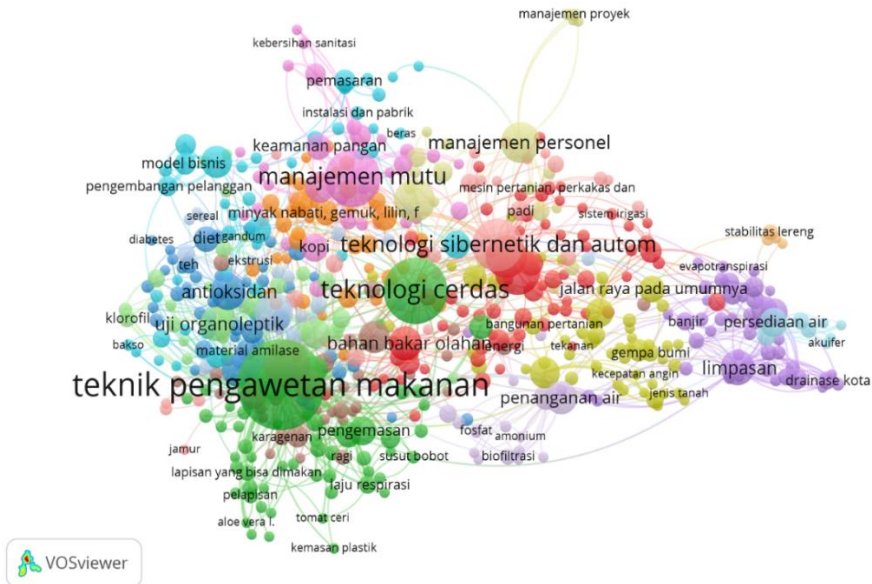 manajemen proyek
kebersihan sanitasi
pemasaran
instalasi dan pabrik
beras
keamanan pangan
manajemen personel
model bisnis
manajemen mutu
pengembangan pelanggan
mesin pertanian, perkakas dan
sereal
minyak nabati, gemuk, lilin, f
padi
sistem irigasi
diabetes
diet
gandum
kopi
teknologi sibernetik dan autom
stabilitas lereng
teh
ekstrusi
evapotranspirasi
antioksidan
teknologi cerdas
jalan raya pada umumnya
klorofil
uji organoleptik
bangunan pertanian
banjir
persediaan air
bakso
material amilase
bahan bakar olahan
energi
tekanan
gempa bumi
akuifer
kecepatan angin
limpasan
drainase kota
teknik pengawetan makanan
penanganan air
jenis tanah
karagenan
pengemasan
fosfat
amonium
jamur
ragi
susut bobot
biofiltrasi
lapisan yang bisa dimakan
laju respirasi
pelapisan
aloe vera l.
tomat ceri
kemasan plastik
VOSviewer